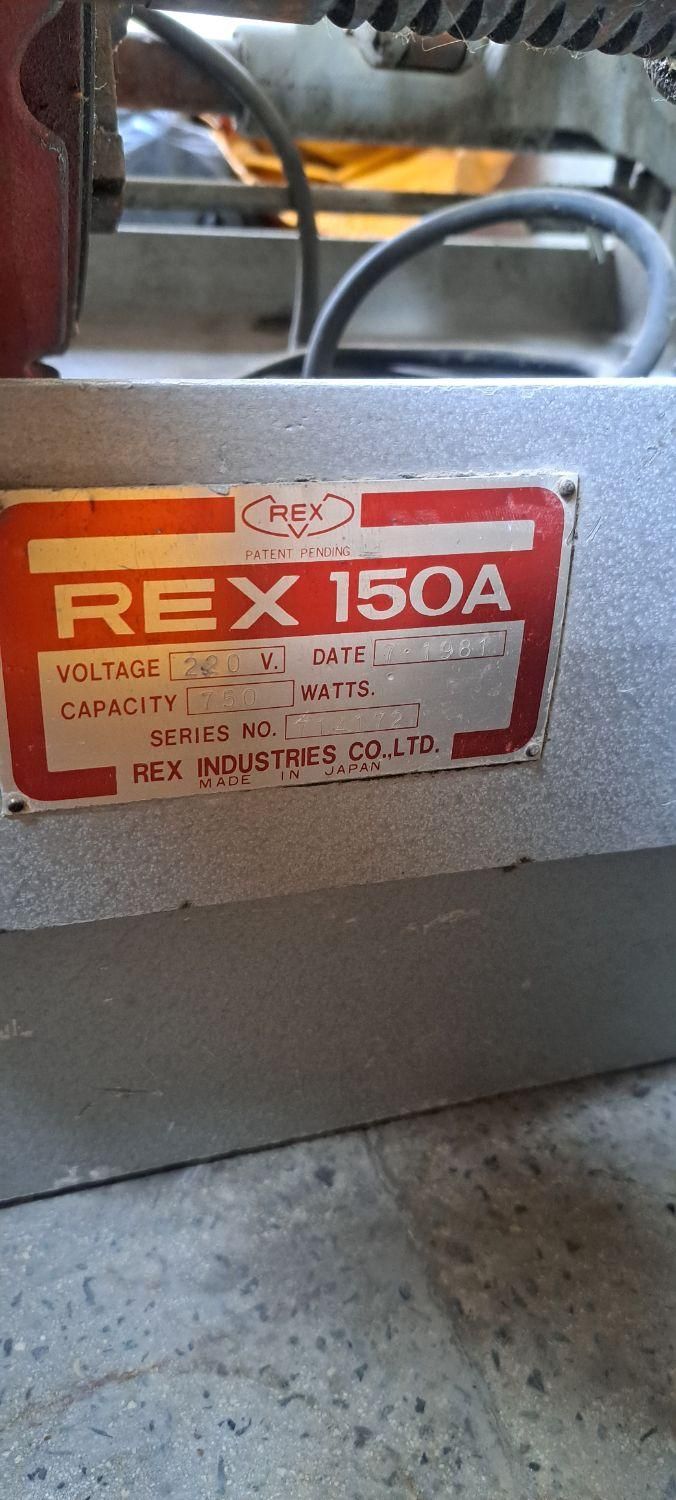 REX
PATENT PENDING
REX 150A
VOLTAGE 220 V. DATE 7·1981
CAPACITY 750 WATTS.
SERIES NO.
REX INDUSTRIES CO.,LTD.
MADE IN JAPAN